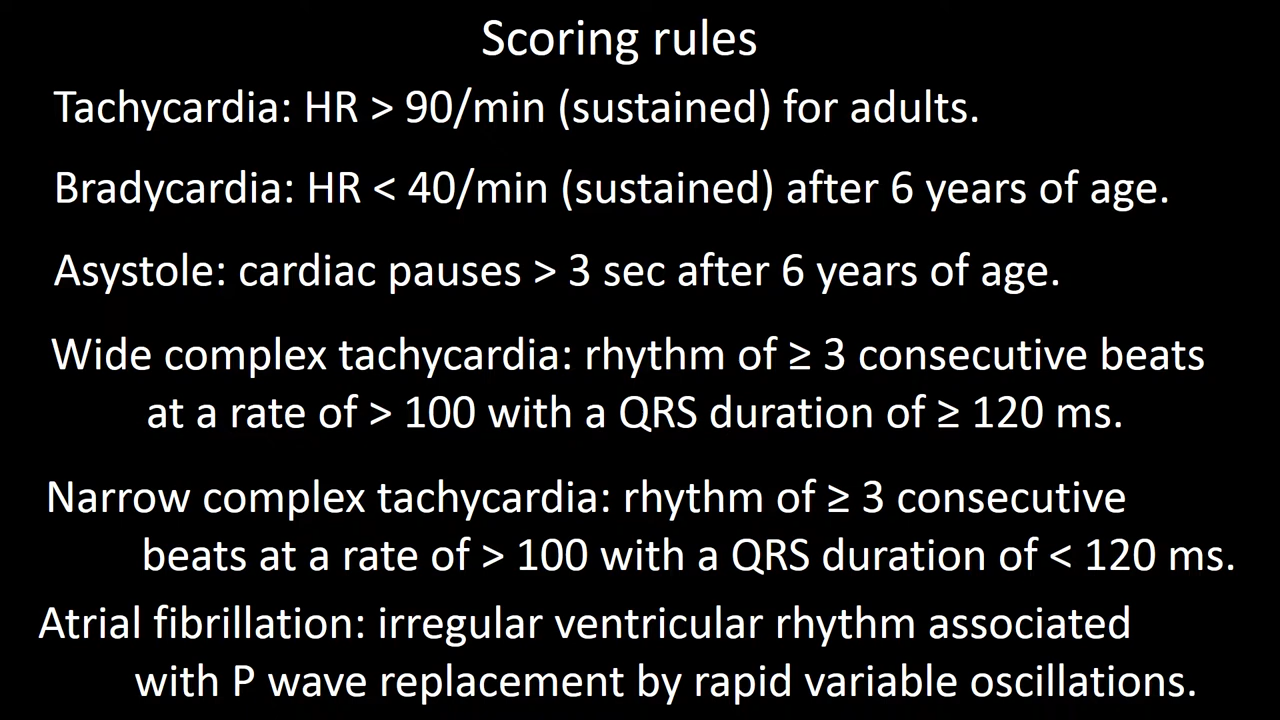 Scoring rules
Tachycardia: HR > 90/min (sustained) for adults.
Bradycardia: HR < 40/min (sustained) after 6 years of age.
Asystole: cardiac pauses > 3 sec after 6 years of age.
Wide complex tachycardia: rhythm of ≥ 3 consecutive beats
at a rate of > 100 with a QRS duration of ≥ 120 ms.
Narrow complex tachycardia: rhythm of ≥ 3 consecutive
beats at a rate of > 100 with a QRS duration of < 120 ms.
Atrial fibrillation: irregular ventricular rhythm associated
with P wave replacement by rapid variable oscillations.